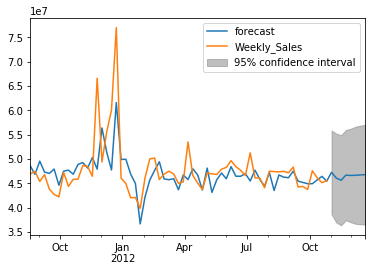 1e7
7.5
7.0
6.5
6.0
5.5
5.0
4.5
4.0
3.5
forecast
Weekly_Sales
95% confidence interval
Oct Jan Apr Jul Oct
2012